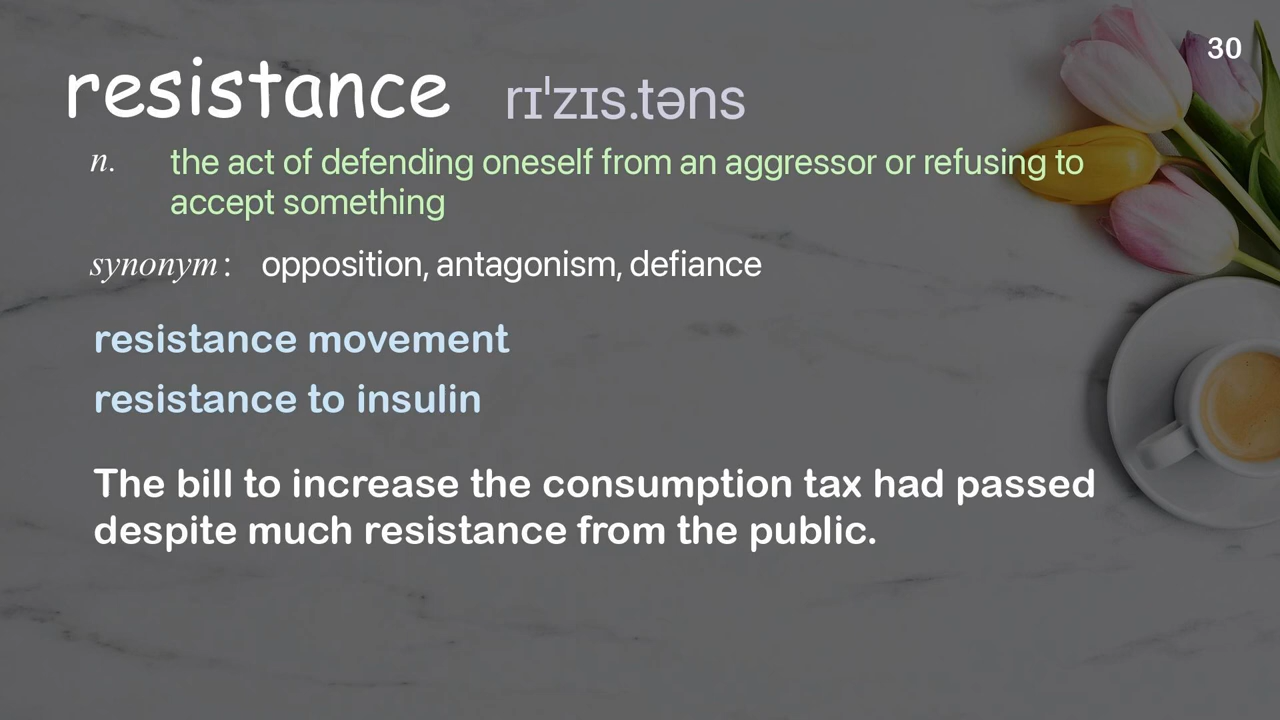 30
resistance rɪˈzɪs.təns
n. the act of defending oneself from an aggressor or refusing to
accept something
synonym: opposition, antagonism, defiance
resistance movement
resistance to insulin
The bill to increase the consumption tax had passed
despite much resistance from the public.